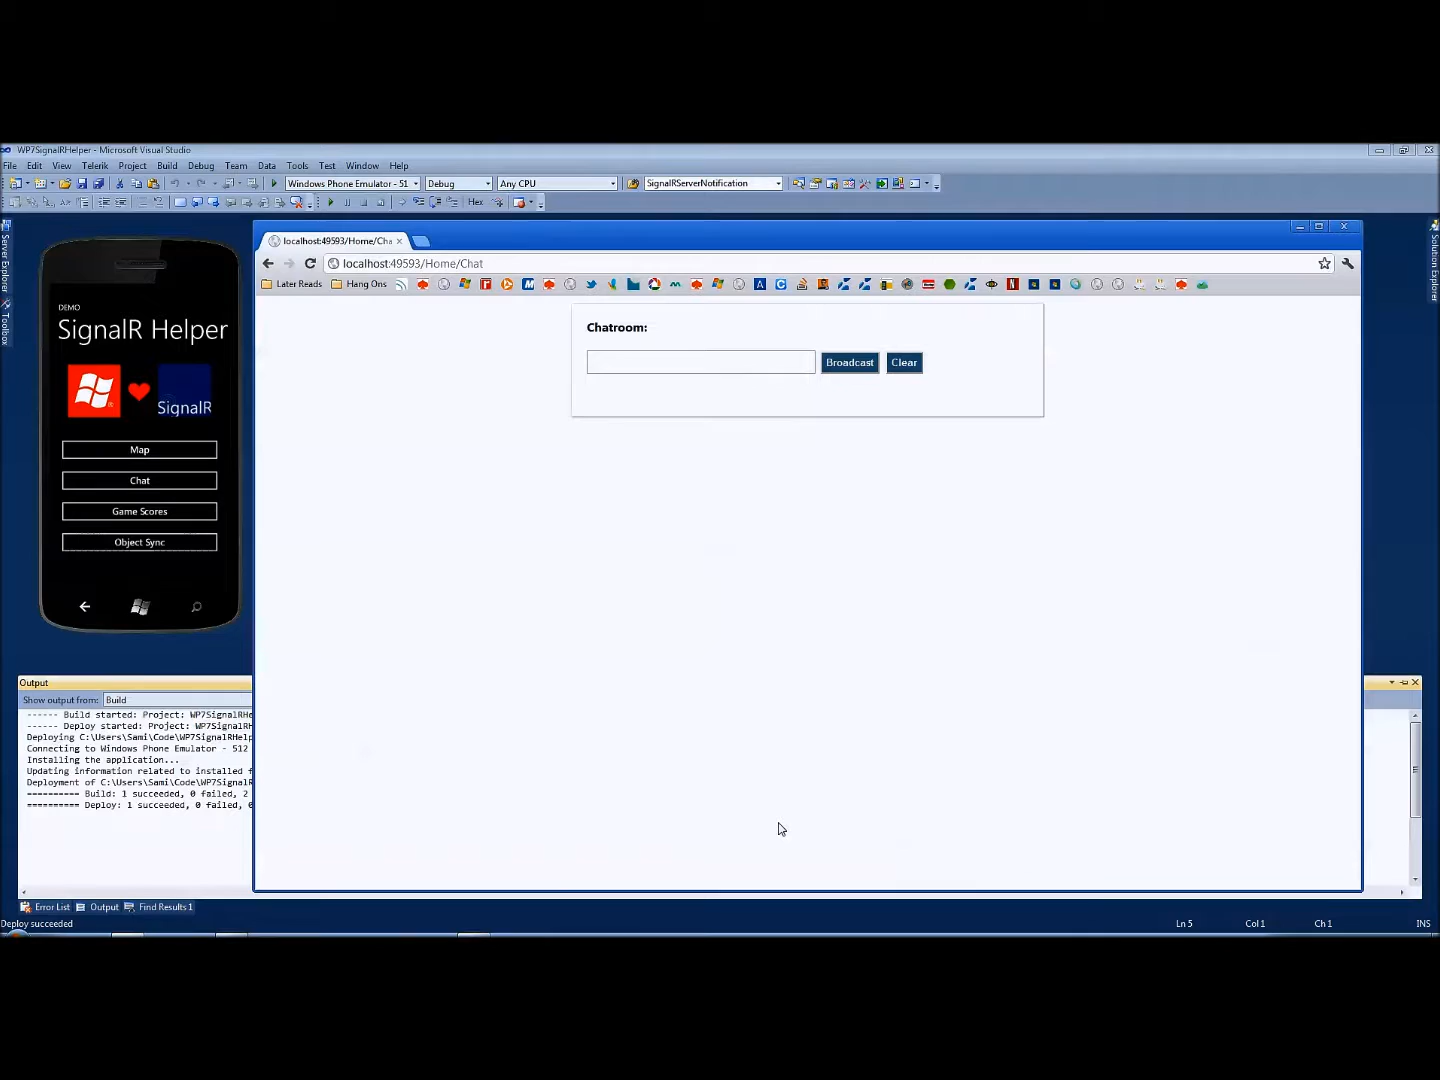 WP7SignalRHelper - Microsoft Visual Studio
File Edit View Telerik Project Build Debug Team Data Tools Test Window Help
Windows Phone Emulator - 51 Debug Any CPU SignalRServerNotification
Hex
Server Explorer
Toolbox
Solution Explorer
localhost:49593/Home/Cha
localhost:49593/Home/Chat
Later Reads Hang Ons
Chatroom:
Broadcast Clear
DEMO
SignalR Helper
SignalR
Map
Chat
Game Scores
Object Sync
Output
Show output from: Build
------ Build started: Project: WP7SignalRHe
------ Deploy started: Project: WP7SignalRH
Deploying C:\Users\Sami\Code\WP7SignalRHelp
Connecting to Windows Phone Emulator - 512
Installing the application...
Updating information related to installed f
Deployment of C:\Users\Sami\Code\WP7SignalR
========== Build: 1 succeeded, 0 failed, 2
========== Deploy: 1 succeeded, 0 failed, 0
Error List Output Find Results 1
Deploy succeeded Ln 5 Col 1 Ch 1 INS